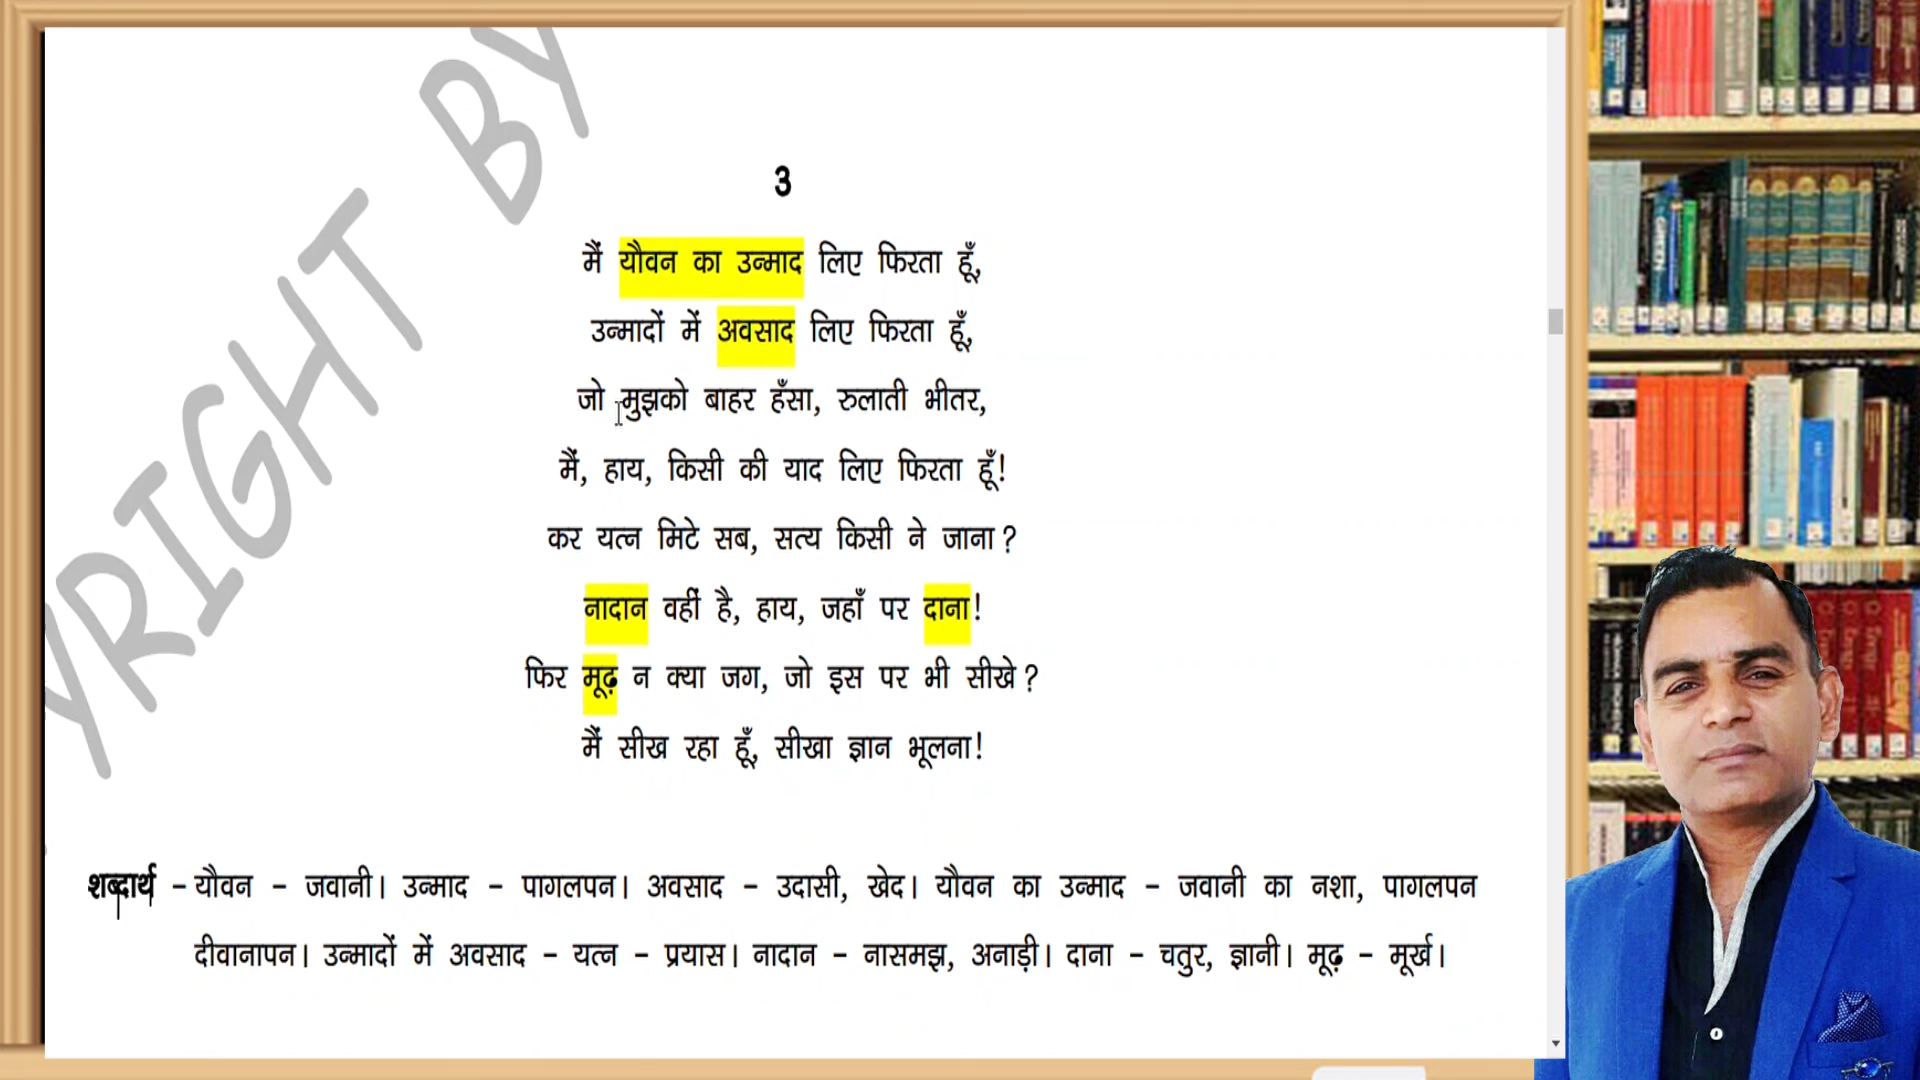 YRIGHT BY
3
मैं यौवन का उन्माद लिए फिरता हूँ,
उन्मादों में अवसाद लिए फिरता हूँ,
जो मुझको बाहर हँसा, रुलाती भीतर,
मैं, हाय, किसी की याद लिए फिरता हूँ!
कर यत्न मिटे सब, सत्य किसी ने जाना?
नादान वहीं है, हाय, जहाँ पर दाना!
फिर मूढ़ न क्या जग, जो इस पर भी सीखे?
मैं सीख रहा हूँ, सीखा ज्ञान भूलना!
शब्दार्थ – यौवन – जवानी। उन्माद – पागलपन। अवसाद – उदासी, खेद। यौवन का उन्माद – जवानी का नशा, पागलपन
दीवानापन। उन्मादों में अवसाद – यत्न – प्रयास। नादान – नासमझ, अनाड़ी। दाना – चतुर, ज्ञानी। मूढ़ – मूर्ख।